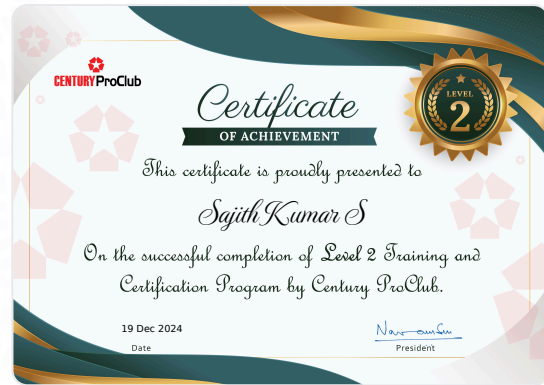 CENTURY ProClub
Certificate
OF ACHIEVEMENT
LEVEL
2
This certificate is proudly presented to
Sajith Kumar S
On the successful completion of Level 2 Training and
Certification Program by Century ProClub.
19 Dec 2024
Date
President